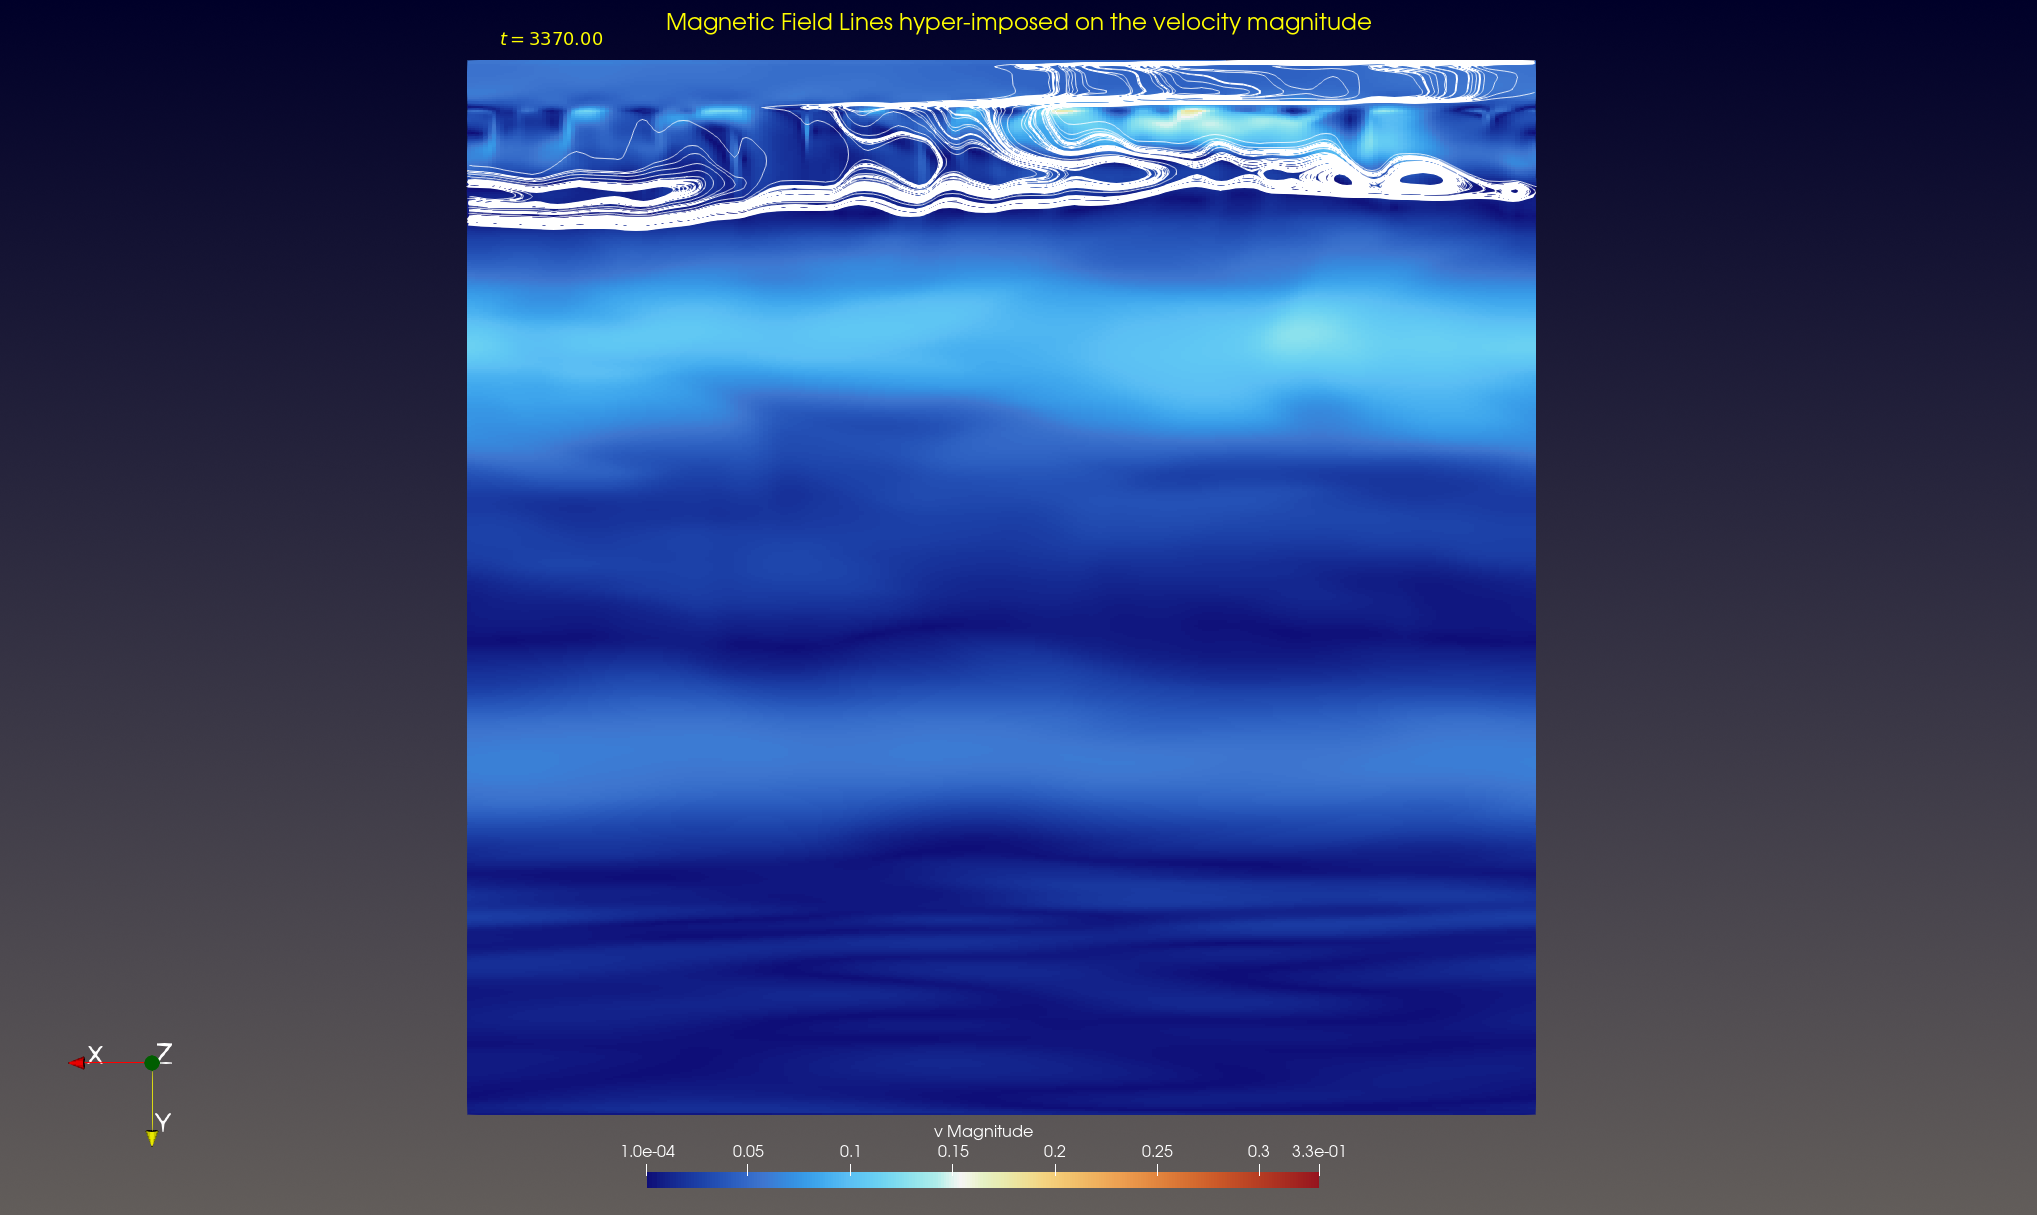 Magnetic Field Lines hyper-imposed on the velocity magnitude
t = 3370.00
X
Z
Y
v Magnitude
1.0e-04 0.05 0.1 0.15 0.2 0.25 0.3 3.3e-01